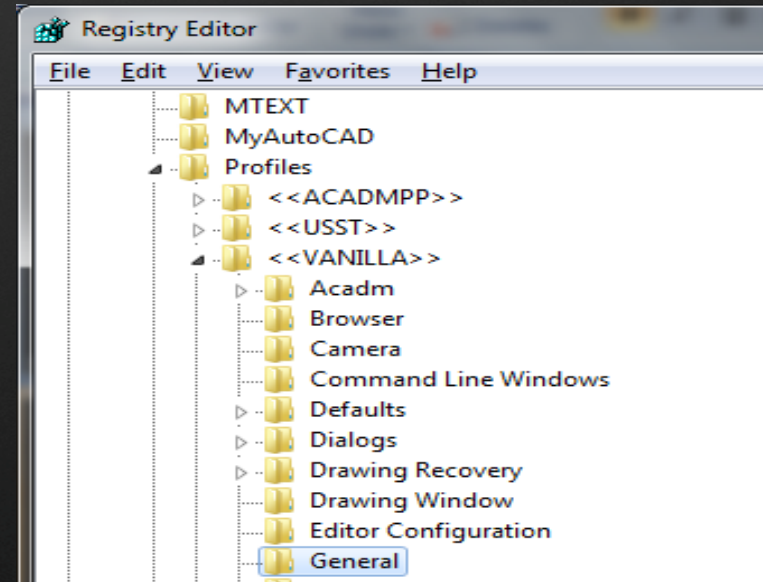 Registry Editor
File Edit View Favorites Help
MTEXT
MyAutoCAD
Profiles
<<ACADMPP>>
<<USST>>
<<VANILLA>>
Acadm
Browser
Camera
Command Line Windows
Defaults
Dialogs
Drawing Recovery
Drawing Window
Editor Configuration
General